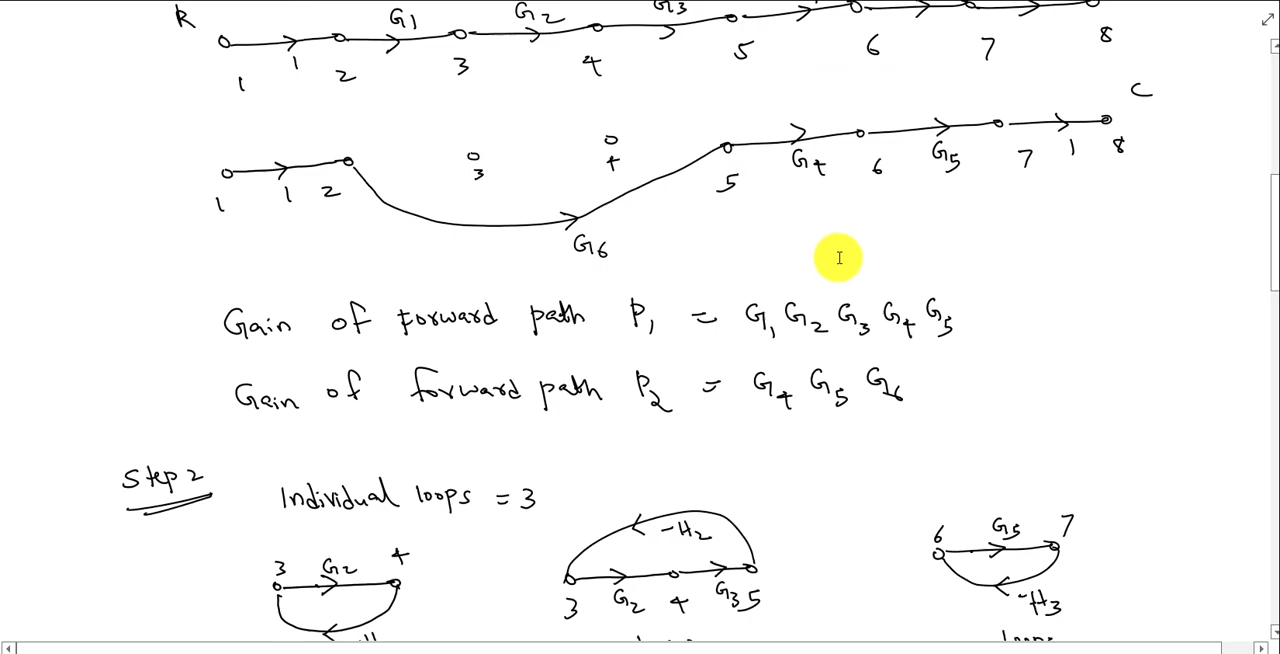 R G1 G2 G3
1 1 2 3 4 5 6 7 8
C
1 1 2 3 4 5 G4 6 G5 7 1 8
G6
Gain of forward path P1 = G1 G2 G3 G4 G5
Gain of forward path P2 = G4 G5 G6
Step 2
Individual loops = 3
3 G2 4
-H2
3 G2 4 G3 5
6 G5 7
-H3